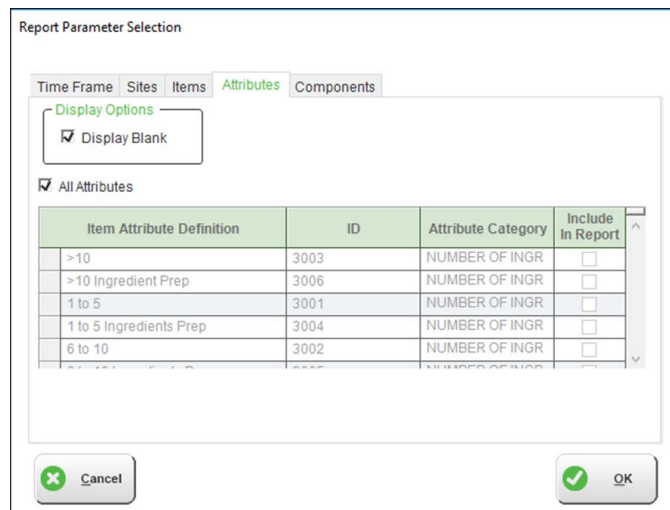 Report Parameter Selection
Time Frame Sites Items Attributes Components
Display Options
Display Blank
All Attributes
Item Attribute Definition ID Attribute Category Include In Report
>10 3003 NUMBER OF INGR
>10 Ingredient Prep 3006 NUMBER OF INGR
1 to 5 3001 NUMBER OF INGR
1 to 5 Ingredients Prep 3004 NUMBER OF INGR
6 to 10 3002 NUMBER OF INGR
Cancel OK